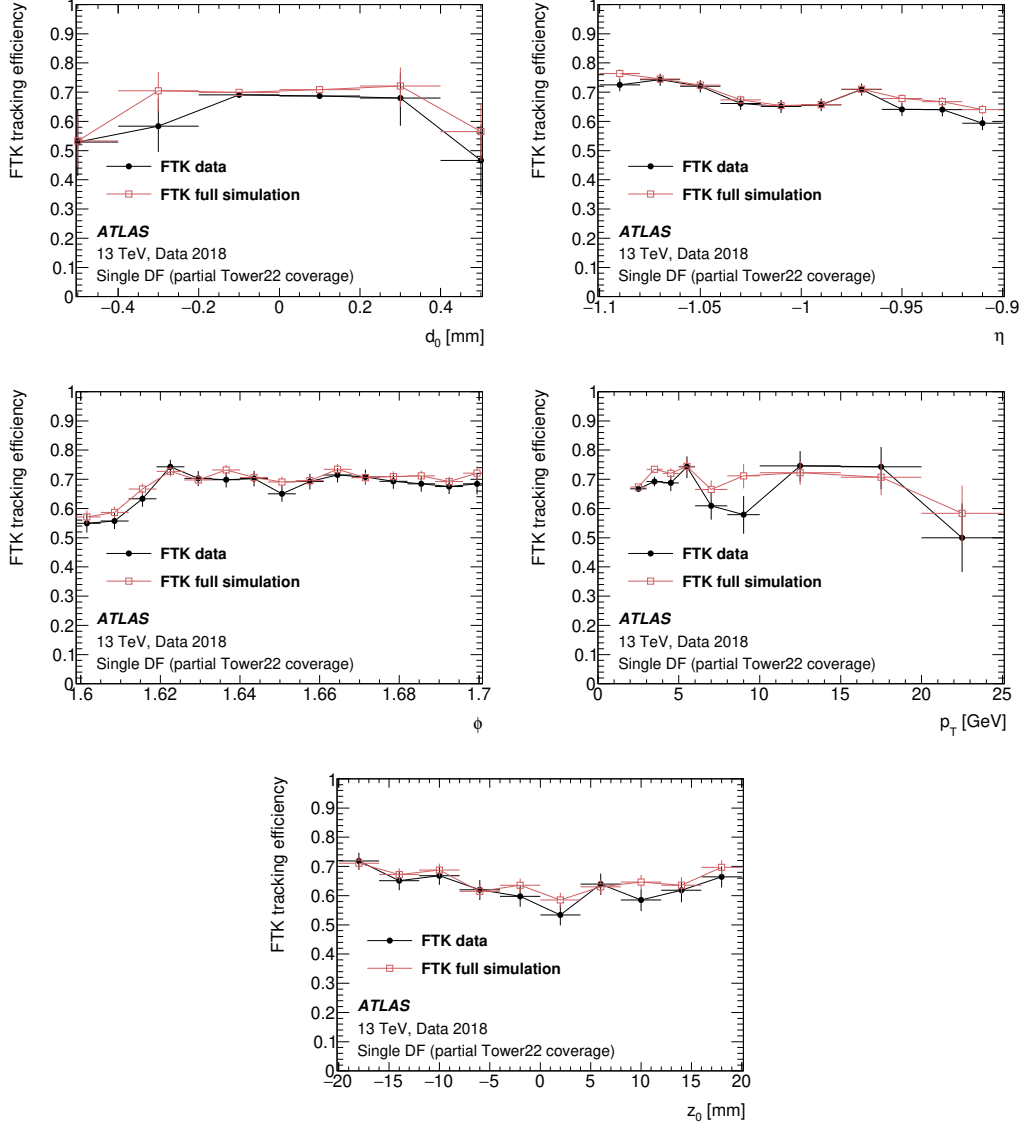 FTK tracking efficiency
1
0.9
0.8
0.7
0.6
0.5
0.4
0.3
0.2
0.1
0
FTK data
FTK full simulation
ATLAS
13 TeV, Data 2018
Single DF (partial Tower22 coverage)
−0.4 −0.2 0 0.2 0.4
d0 [mm]
FTK tracking efficiency
1
0.9
0.8
0.7
0.6
0.5
0.4
0.3
0.2
0.1
0
FTK data
FTK full simulation
ATLAS
13 TeV, Data 2018
Single DF (partial Tower22 coverage)
−1.1 −1.05 −1 −0.95 −0.9
η
FTK tracking efficiency
1
0.9
0.8
0.7
0.6
0.5
0.4
0.3
0.2
0.1
0
FTK data
FTK full simulation
ATLAS
13 TeV, Data 2018
Single DF (partial Tower22 coverage)
1.6 1.62 1.64 1.66 1.68 1.7
ϕ
FTK tracking efficiency
1
0.9
0.8
0.7
0.6
0.5
0.4
0.3
0.2
0.1
0
FTK data
FTK full simulation
ATLAS
13 TeV, Data 2018
Single DF (partial Tower22 coverage)
0 5 10 15 20 25
pT [GeV]
FTK tracking efficiency
1
0.9
0.8
0.7
0.6
0.5
0.4
0.3
0.2
0.1
0
FTK data
FTK full simulation
ATLAS
13 TeV, Data 2018
Single DF (partial Tower22 coverage)
−20 −15 −10 −5 0 5 10 15 20
z0 [mm]